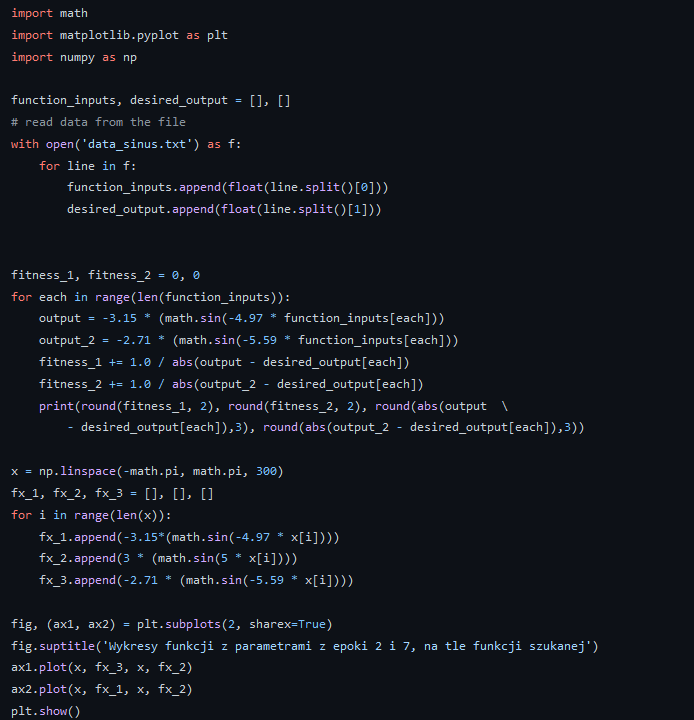 import math
import matplotlib.pyplot as plt
import numpy as np

function_inputs, desired_output = [], []
# read data from the file
with open('data_sinus.txt') as f:
    for line in f:
        function_inputs.append(float(line.split()[0]))
        desired_output.append(float(line.split()[1]))


fitness_1, fitness_2 = 0, 0
for each in range(len(function_inputs)):
    output = -3.15 * (math.sin(-4.97 * function_inputs[each]))
    output_2 = -2.71 * (math.sin(-5.59 * function_inputs[each]))
    fitness_1 += 1.0 / abs(output - desired_output[each])
    fitness_2 += 1.0 / abs(output_2 - desired_output[each])
    print(round(fitness_1, 2), round(fitness_2, 2), round(abs(output  \
        - desired_output[each]),3), round(abs(output_2 - desired_output[each]),3))

x = np.linspace(-math.pi, math.pi, 300)
fx_1, fx_2, fx_3 = [], [], []
for i in range(len(x)):
    fx_1.append(-3.15*(math.sin(-4.97 * x[i])))
    fx_2.append(3 * (math.sin(5 * x[i])))
    fx_3.append(-2.71 * (math.sin(-5.59 * x[i])))

fig, (ax1, ax2) = plt.subplots(2, sharex=True)
fig.suptitle('Wykresy funkcji z parametrami z epoki 2 i 7, na tle funkcji szukanej')
ax1.plot(x, fx_3, x, fx_2)
ax2.plot(x, fx_1, x, fx_2)
plt.show()